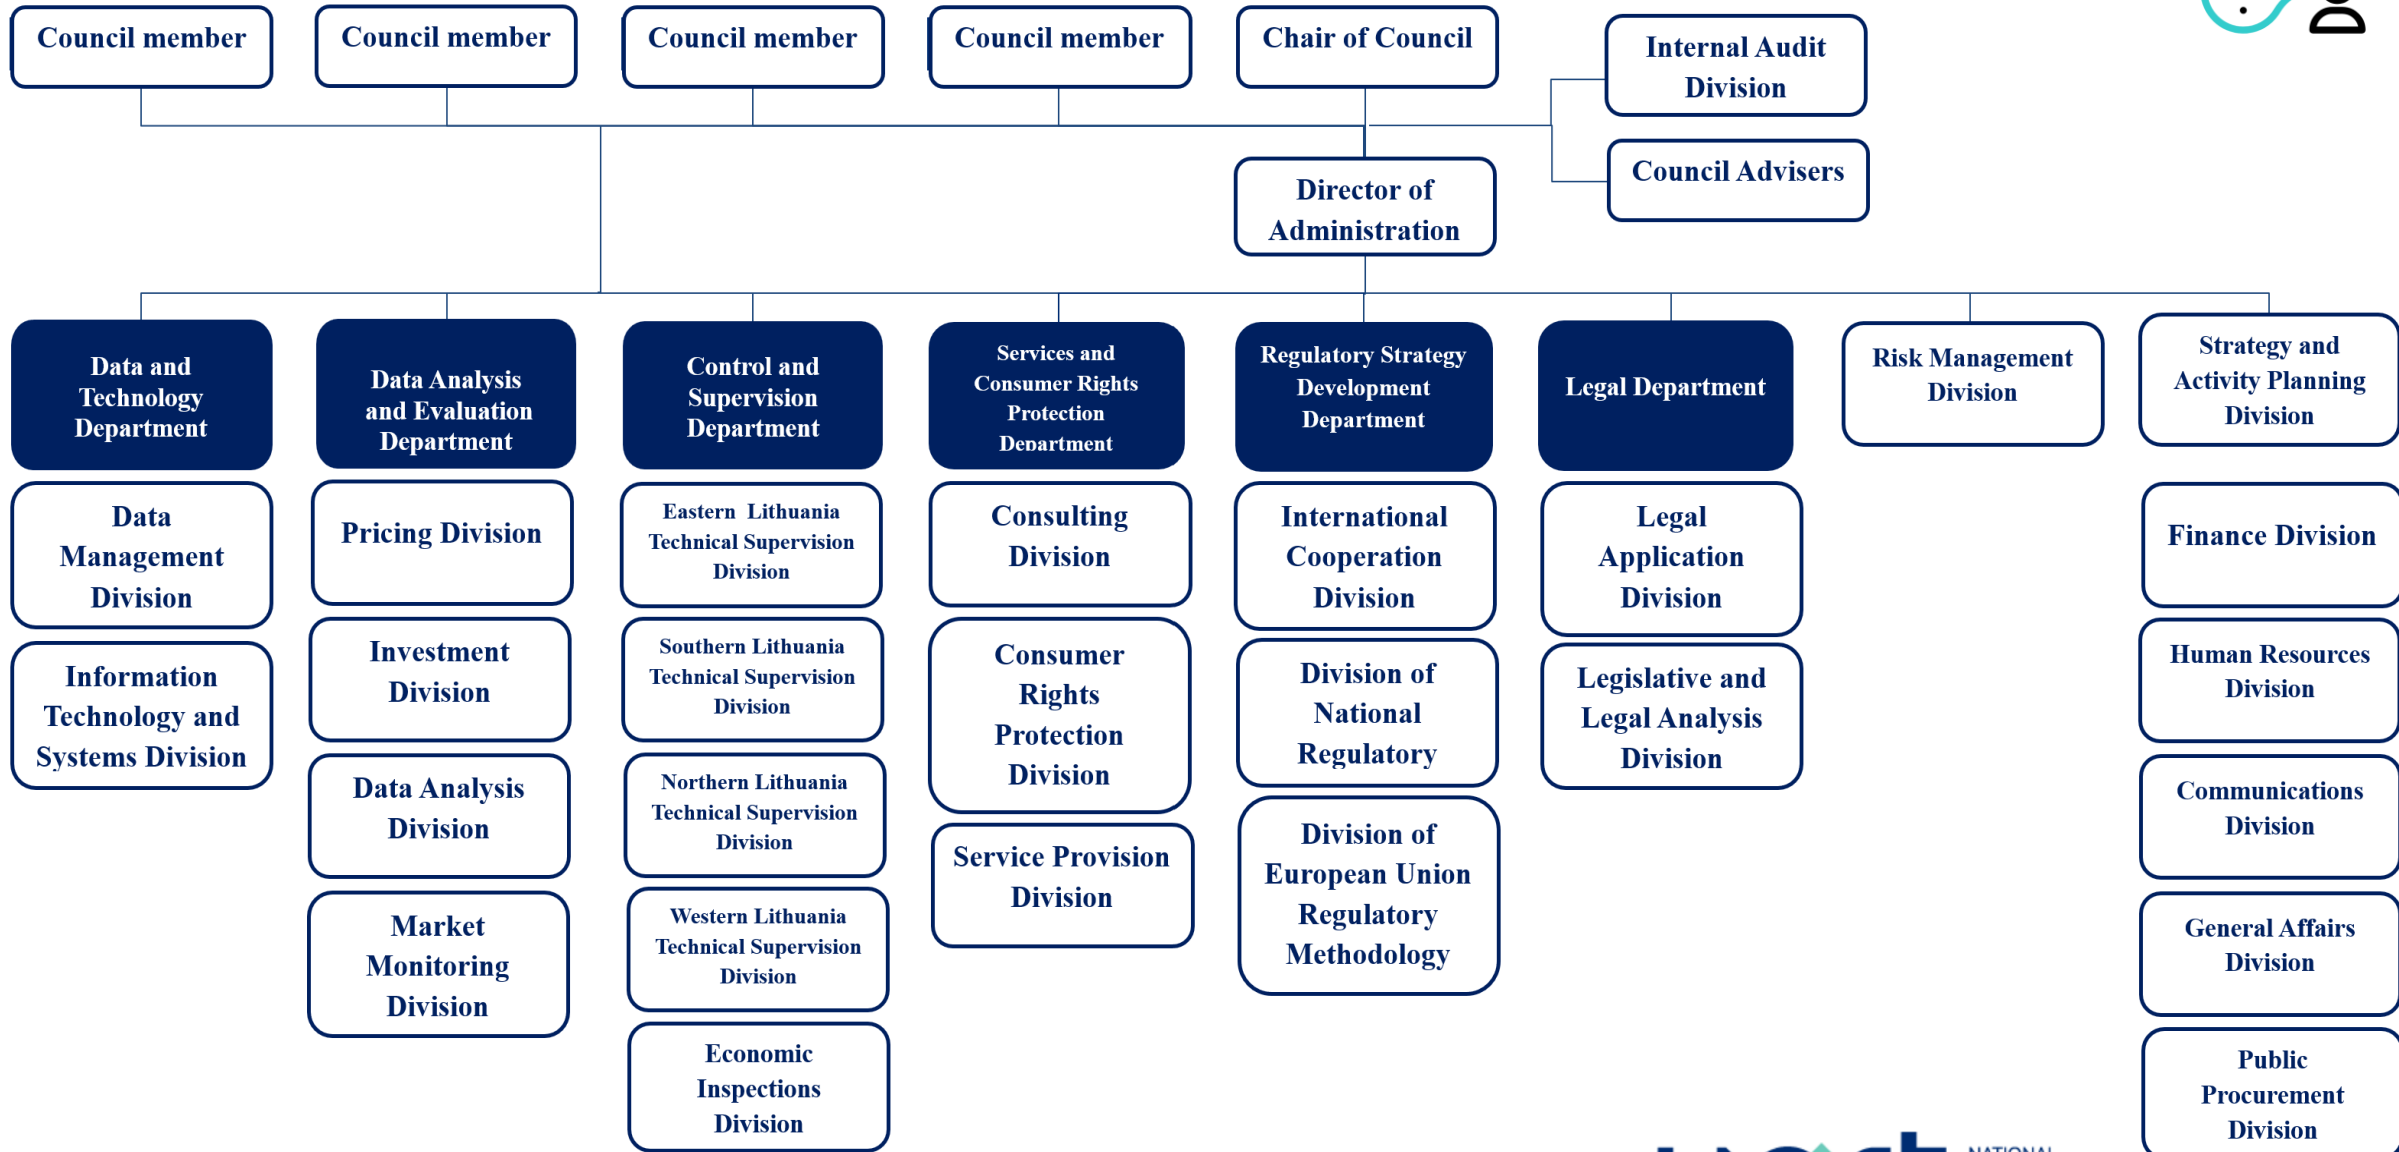 Council member
Council member
Council member
Council member
Chair of Council
Internal Audit
Division
Council Advisers
Director of
Administration
Data and
Technology
Department
Data Analysis
and Evaluation
Department
Control and
Supervision
Department
Services and
Consumer Rights
Protection
Department
Regulatory Strategy
Development
Department
Legal Department
Risk Management
Division
Strategy and
Activity Planning
Division
Data
Management
Division
Information
Technology and
Systems Division
Pricing Division
Investment
Division
Data Analysis
Division
Market
Monitoring
Division
Eastern Lithuania
Technical Supervision
Division
Southern Lithuania
Technical Supervision
Division
Northern Lithuania
Technical Supervision
Division
Western Lithuania
Technical Supervision
Division
Economic
Inspections
Division
Consulting
Division
Consumer
Rights
Protection
Division
Service Provision
Division
International
Cooperation
Division
Division of
National
Regulatory
Division of
European Union
Regulatory
Methodology
Legal
Application
Division
Legislative and
Legal Analysis
Division
Finance Division
Human Resources
Division
Communications
Division
General Affairs
Division
Public
Procurement
Division
NATIONAL